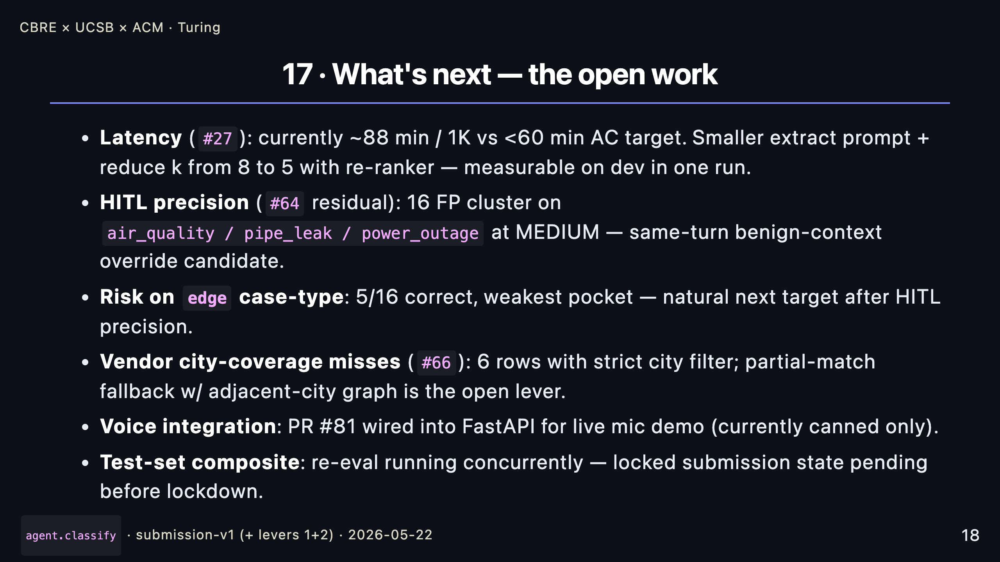 CBRE × UCSB × ACM · Turing
17 · What's next — the open work
• Latency (#27): currently ~88 min / 1K vs <60 min AC target. Smaller extract prompt +
reduce k from 8 to 5 with re-ranker — measurable on dev in one run.
• HITL precision (#64 residual): 16 FP cluster on
air_quality / pipe_leak / power_outage at MEDIUM — same-turn benign-context
override candidate.
• Risk on edge case-type: 5/16 correct, weakest pocket — natural next target after HITL
precision.
• Vendor city-coverage misses (#66): 6 rows with strict city filter; partial-match
fallback w/ adjacent-city graph is the open lever.
• Voice integration: PR #81 wired into FastAPI for live mic demo (currently canned only).
• Test-set composite: re-eval running concurrently — locked submission state pending
before lockdown.
agent.classify · submission-v1 (+ levers 1+2) · 2026-05-22
18